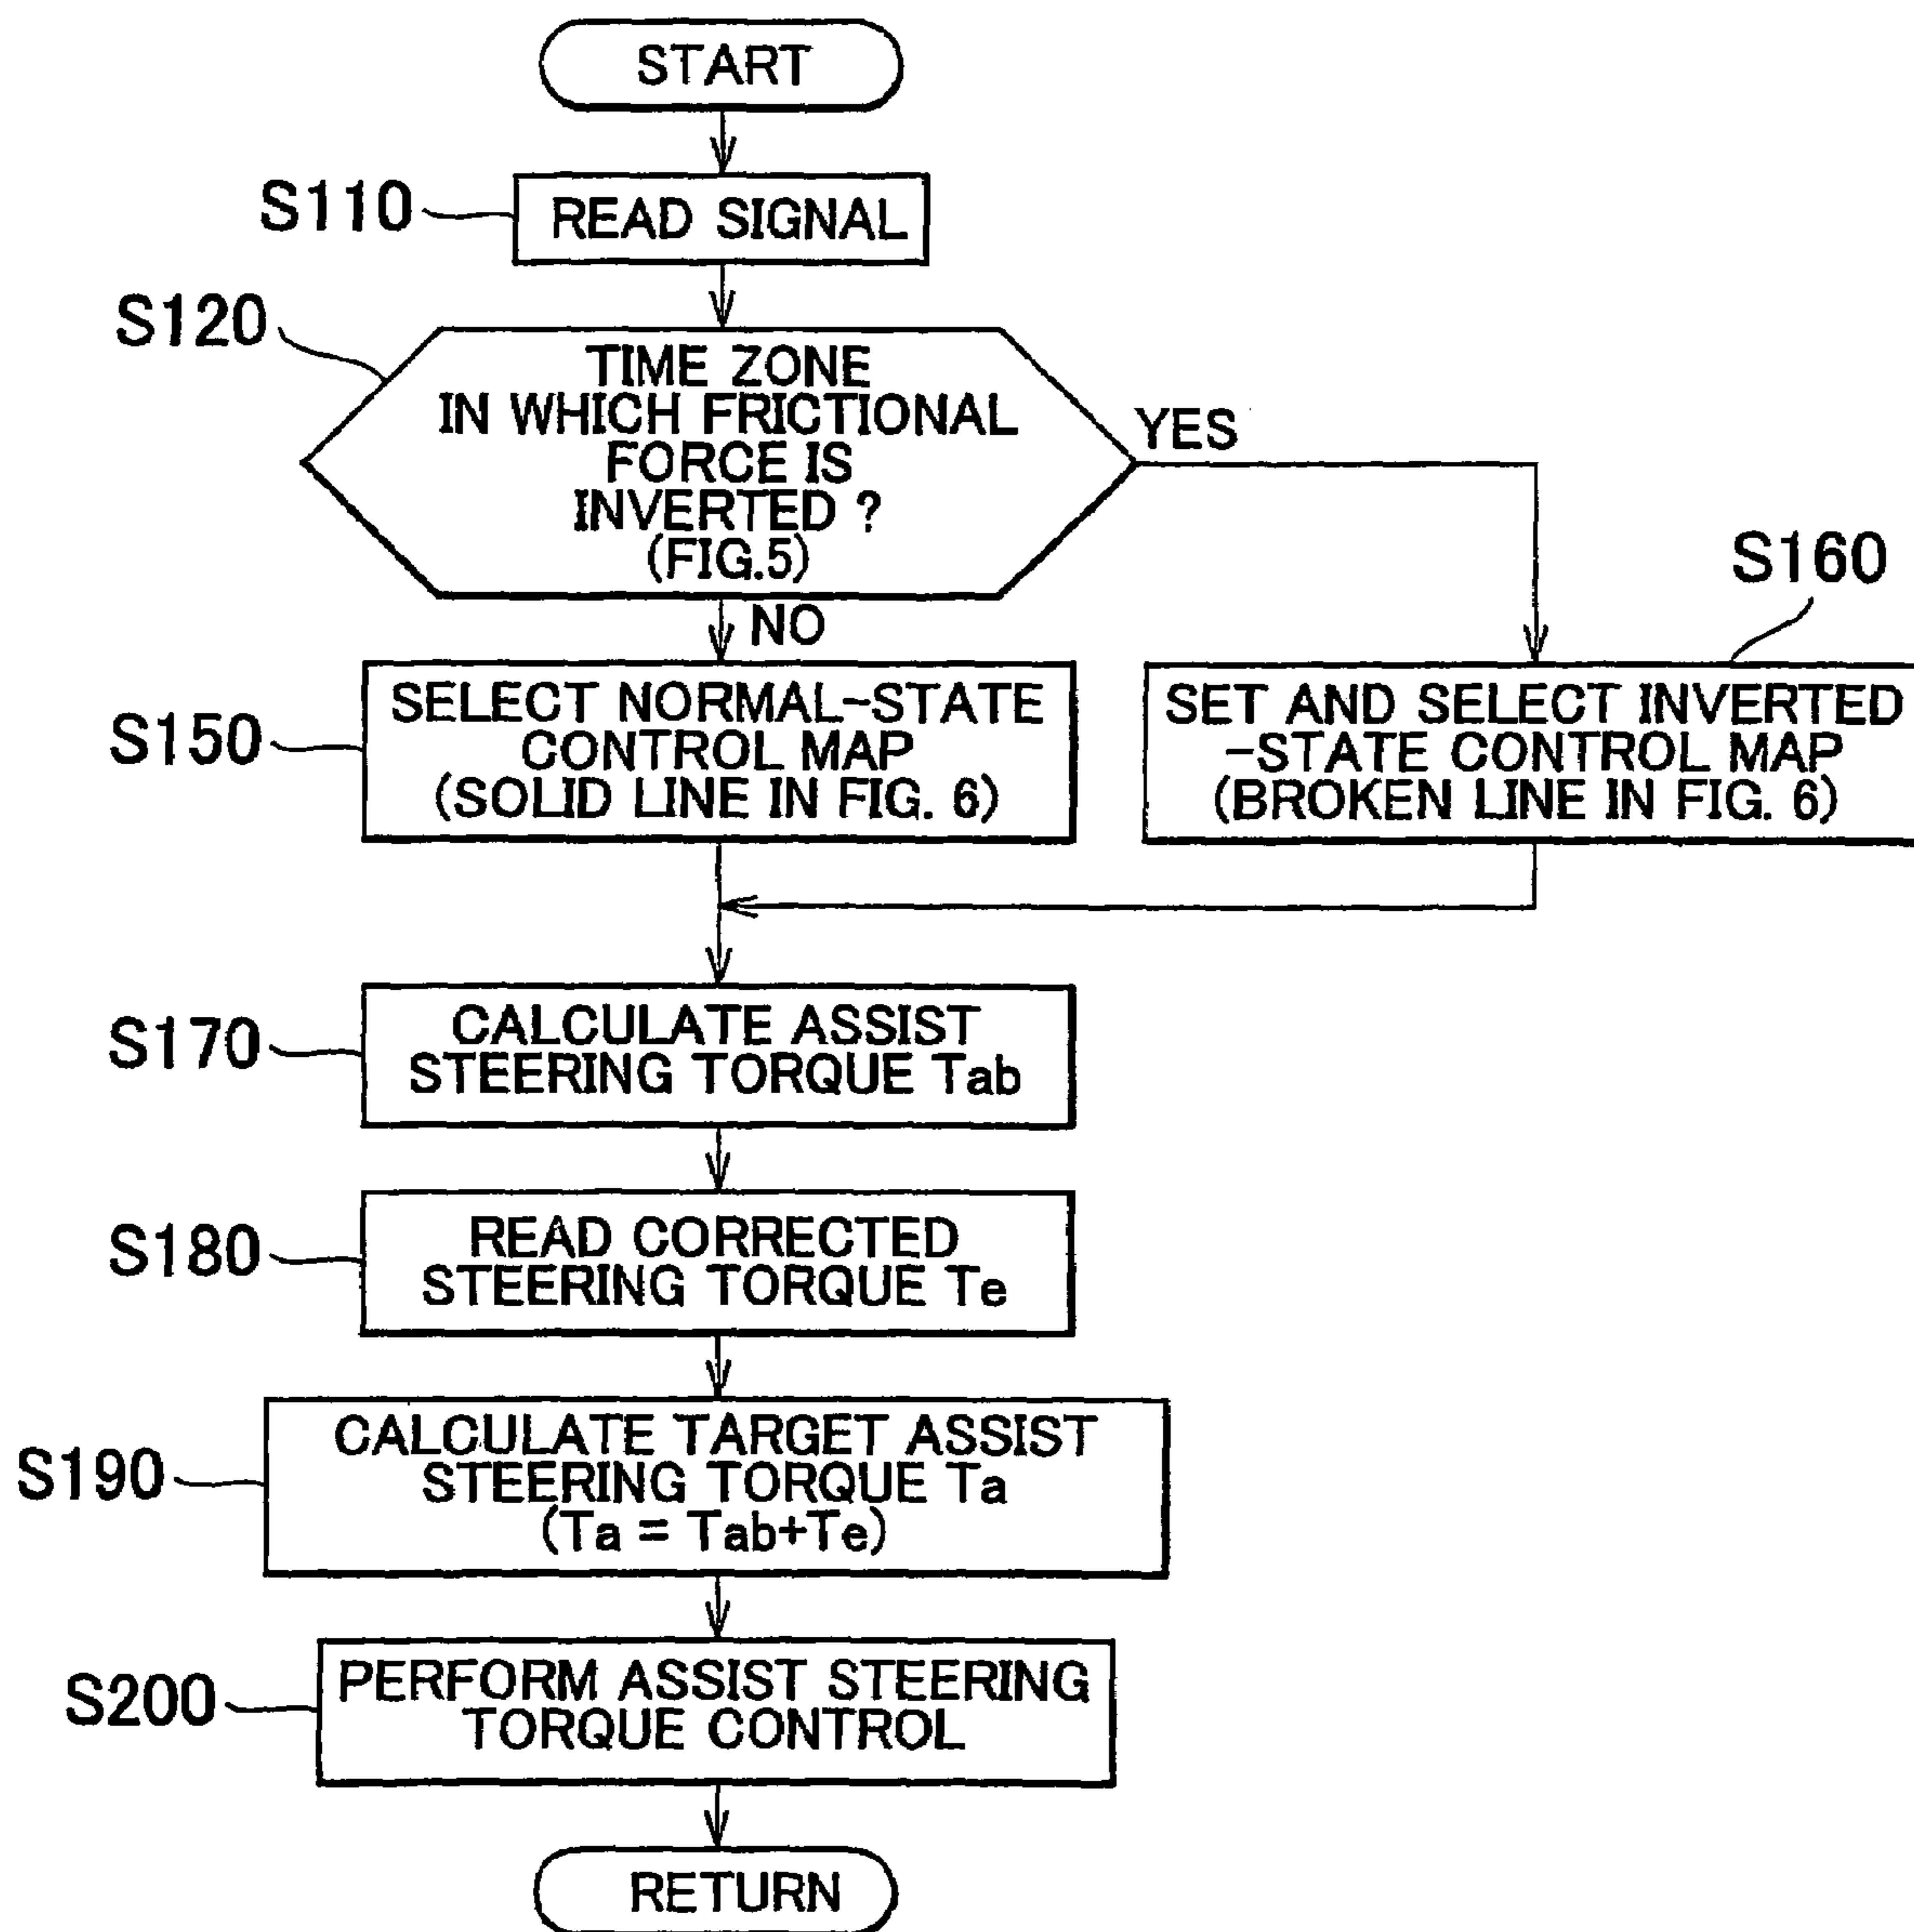 START
S110
READ SIGNAL
S120
TIME ZONE
IN WHICH FRICTIONAL
FORCE IS
INVERTED ?
(FIG.5)
YES
NO
S160
S150
SELECT NORMAL-STATE
CONTROL MAP
(SOLID LINE IN FIG. 6)
SET AND SELECT INVERTED
-STATE CONTROL MAP
(BROKEN LINE IN FIG. 6)
S170
CALCULATE ASSIST
STEERING TORQUE Tab
S180
READ CORRECTED
STEERING TORQUE Te
S190
CALCULATE TARGET ASSIST
STEERING TORQUE Ta
(Ta = Tab+Te)
S200
PERFORM ASSIST STEERING
TORQUE CONTROL
RETURN